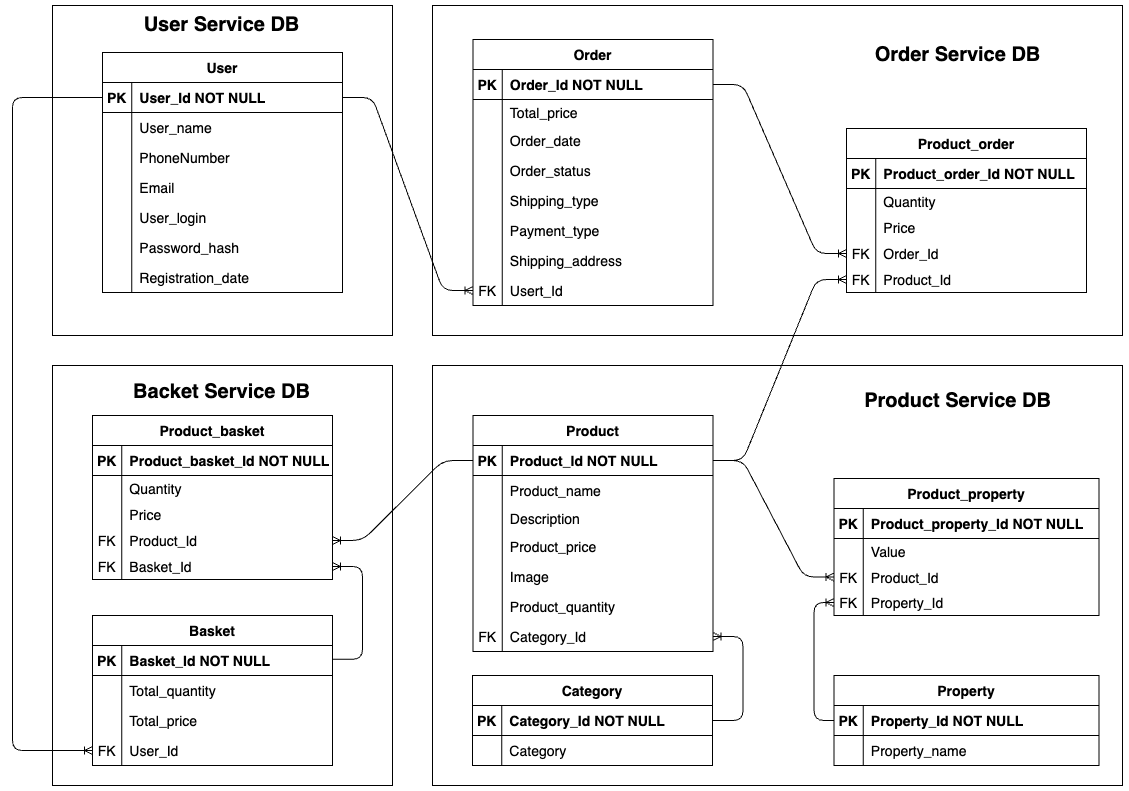 User Service DB
User
PK User_Id NOT NULL
User_name
PhoneNumber
Email
User_login
Password_hash
Registration_date
Order Service DB
Order
PK Order_Id NOT NULL
Total_price
Order_date
Order_status
Shipping_type
Payment_type
Shipping_address
FK Usert_Id
Product_order
PK Product_order_Id NOT NULL
Quantity
Price
FK Order_Id
FK Product_Id
Backet Service DB
Product_basket
PK Product_basket_Id NOT NULL
Quantity
Price
FK Product_Id
FK Basket_Id
Basket
PK Basket_Id NOT NULL
Total_quantity
Total_price
FK User_Id
Product Service DB
Product
PK Product_Id NOT NULL
Product_name
Description
Product_price
Image
Product_quantity
FK Category_Id
Category
PK Category_Id NOT NULL
Category
Product_property
PK Product_property_Id NOT NULL
Value
FK Product_Id
FK Property_Id
Property
PK Property_Id NOT NULL
Property_name